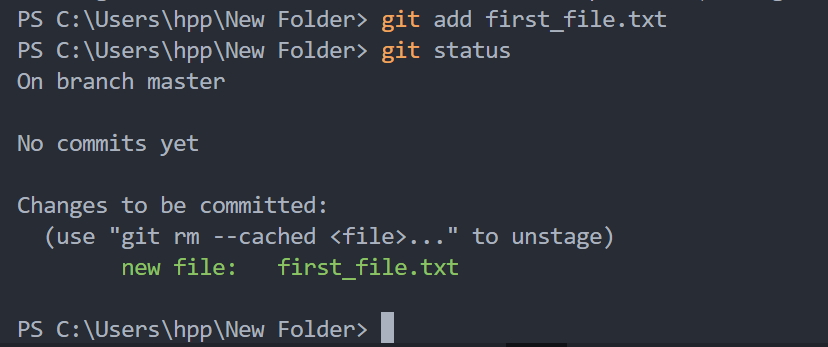 PS C:\Users\hpp\New Folder> git add first_file.txt
PS C:\Users\hpp\New Folder> git status
On branch master
No commits yet
Changes to be committed:
(use "git rm --cached <file>..." to unstage)
new file: first_file.txt
PS C:\Users\hpp\New Folder>